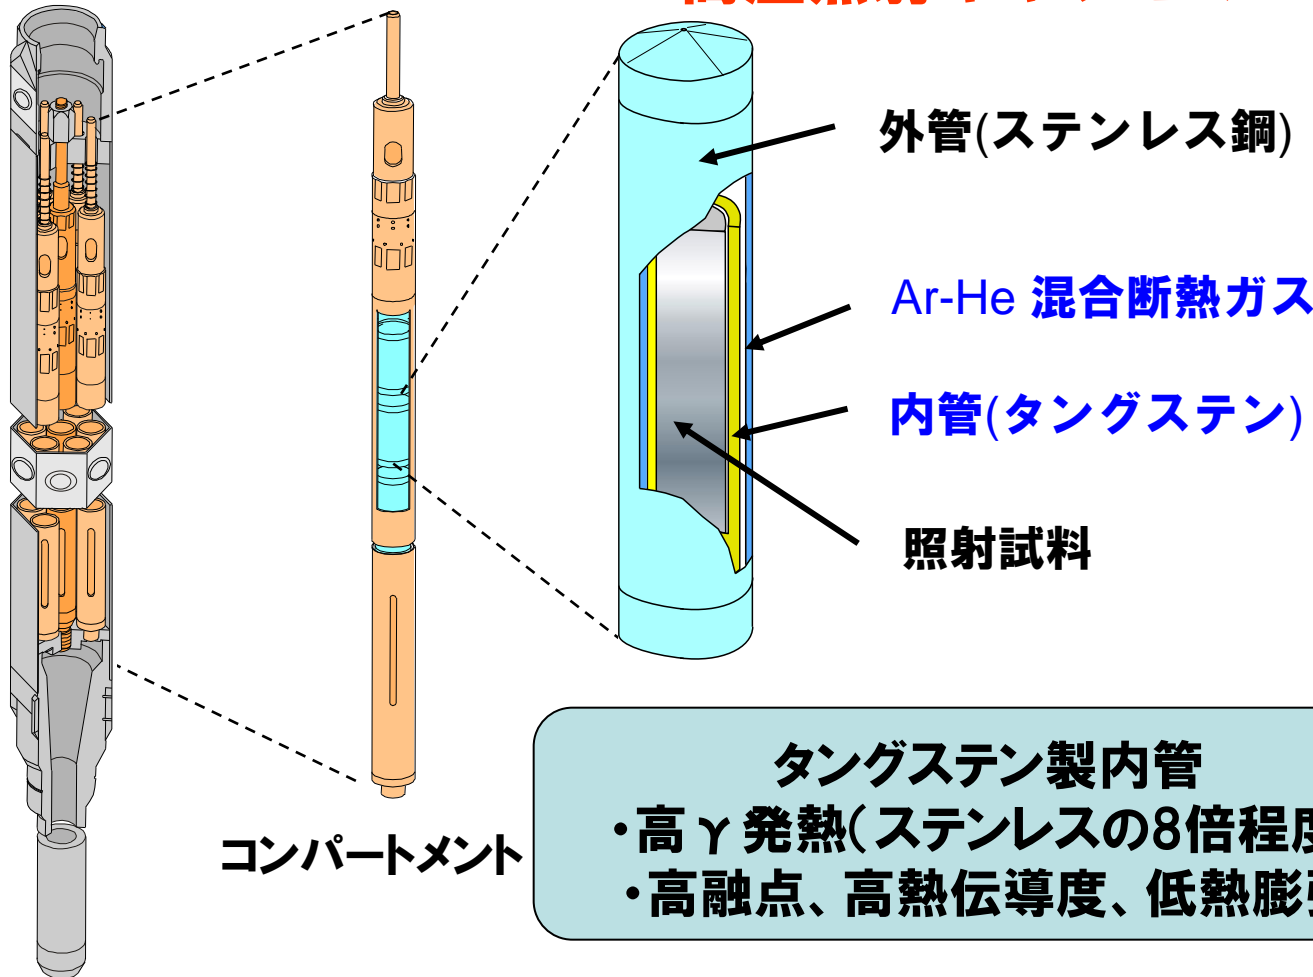 外管(ステンレス鋼)
Ar-He 混合断熱ガス
内管(タングステン)
照射試料
コンパートメント
タングステン製内管
・高γ発熱(ステンレスの8倍程度
・高融点、高熱伝導度、低熱膨張